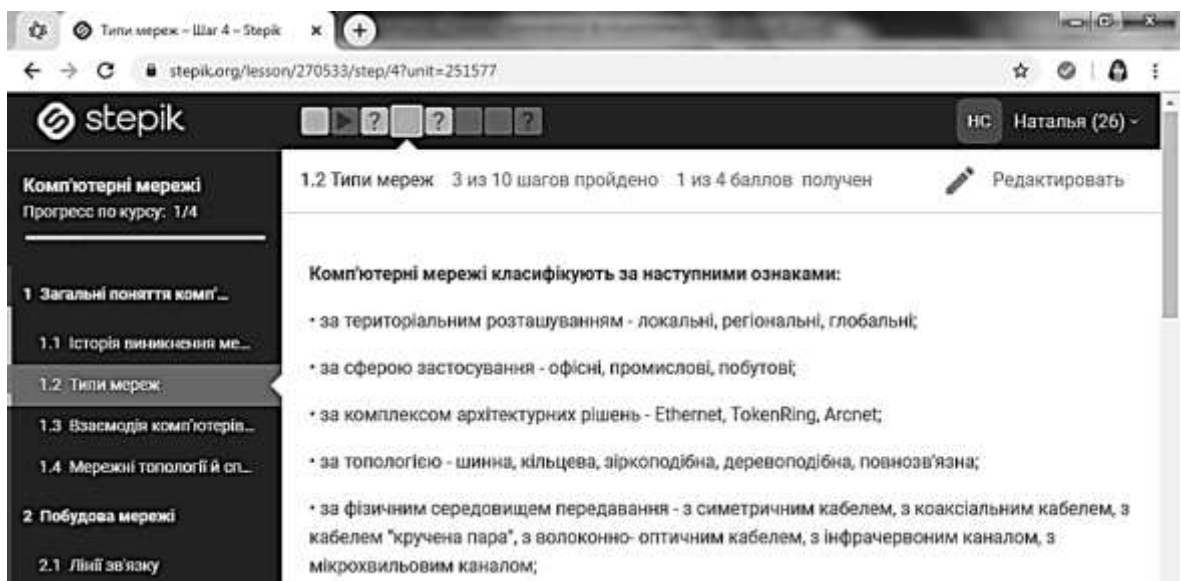 Типи мереж – Шаг 4 – Stepik
stepik.org/lesson/270533/step/4?unit=251577
stepik
? ? ?
НС Наталья (26)
Комп'ютерні мережі
Прогресс по курсу: 1/4
1 Загальні поняття комп'...
1.1 Історія виникнення ме...
1.2 Типи мереж
1.3 Взаємодія комп'ютерів...
1.4 Мережні топології й сп...
2 Побудова мережі
2.1 Лінії зв'язку
1.2 Типи мереж 3 из 10 шагов пройдено 1 из 4 баллов получен
Редактировать
Комп'ютерні мережі класифікують за наступними ознаками:
• за територіальним розташуванням - локальні, регіональні, глобальні;
• за сферою застосування - офісні, промислові, побутові;
• за комплексом архітектурних рішень - Ethernet, TokenRing, Arcnet;
• за топологією - шинна, кільцева, зіркоподібна, деревоподібна, повнозв'язна;
• за фізичним середовищем передавання - з симетричним кабелем, з коаксіальним кабелем, з
кабелем "кручена пара", з волоконно- оптичним кабелем, з інфрачервоним каналом, з
мікрохвильовим каналом;